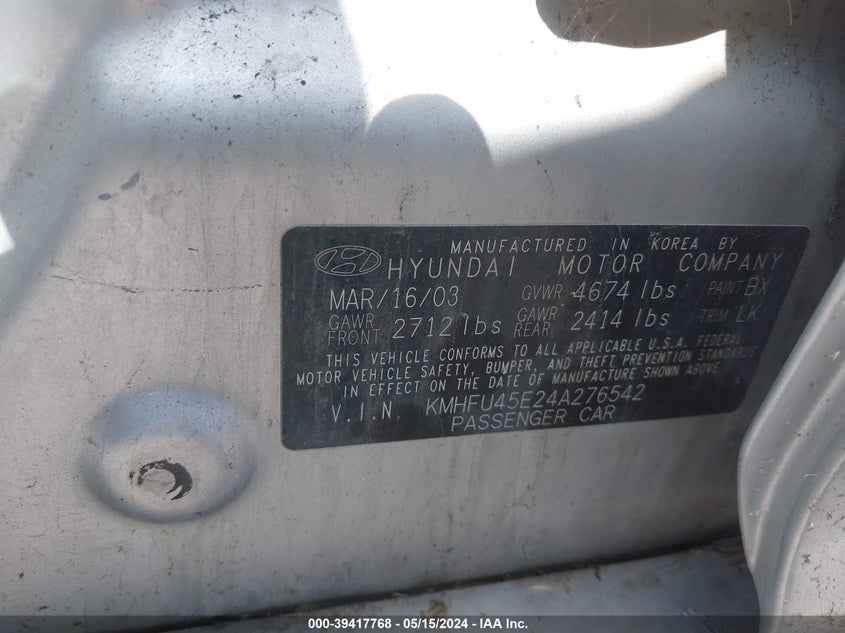 MANUFACTURED IN KOREA BY
HYUNDAI MOTOR COMPANY
MAR/16/03 GVWR 4674 lbs PAINT BX
GAWR FRONT 2712 lbs GAWR REAR 2414 lbs TRIM LK
THIS VEHICLE CONFORMS TO ALL APPLICABLE U.S.A. FEDERAL
MOTOR VEHICLE SAFETY, BUMPER, AND THEFT PREVENTION STANDARDS
IN EFFECT ON THE DATE OF MANUFACTURE SHOWN ABOVE
V.I.N. KMHFU45E24A276542
PASSENGER CAR
000-39417768 - 05/15/2024 - IAA Inc.